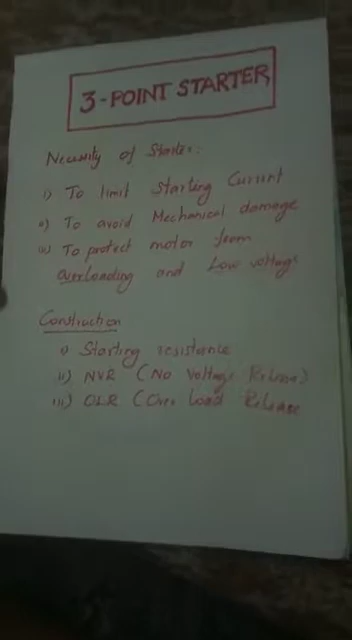 3-POINT STARTER
Necessity of Starter:
i) To limit Starting Current
ii) To avoid Mechanical damage
iii) To protect motor from
Overloading and Low voltage
Construction
i) Starting resistance
ii) NVR (No Voltage Release)
iii) OLR (Over Load Release